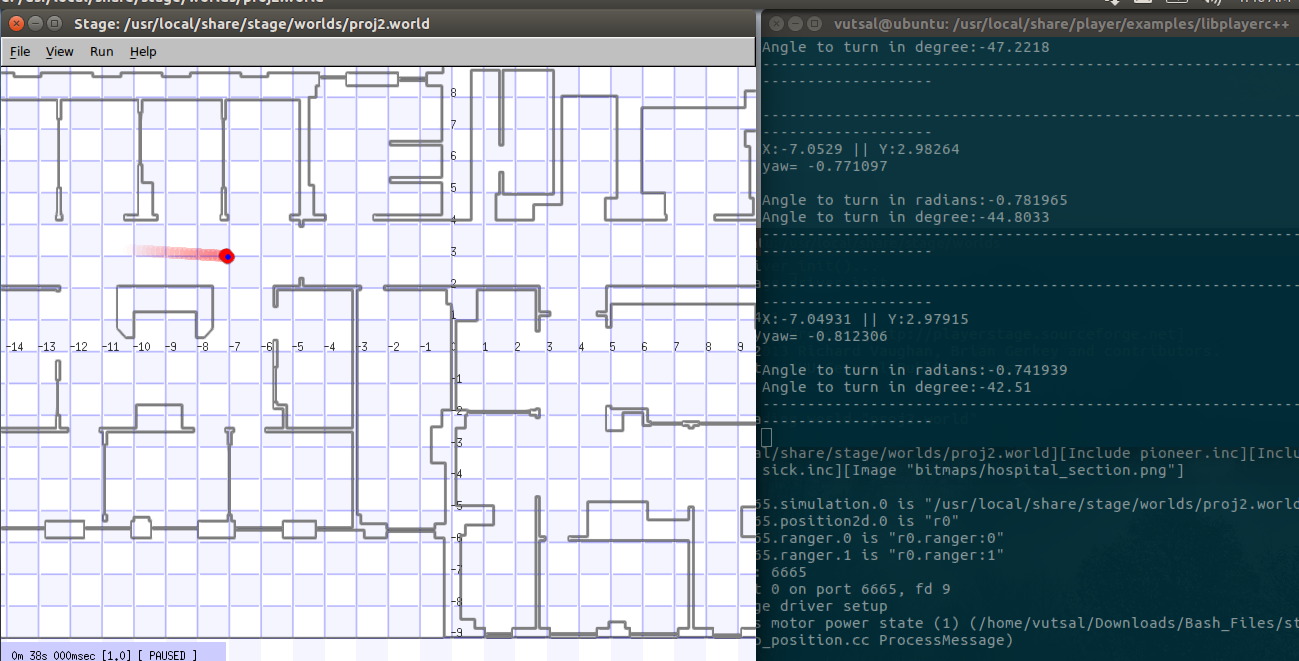 Stage: /usr/local/share/stage/worlds/proj2.world
File View Run Help
8
7
6
5
4
3
2
1
-14 -13 -12 -11 -10 -9 -8 -7 -6 -5 -4 -3 -2 -1 0 1 2 3 4 5 6 7 8 9
-1
-2
-3
-4
-5
-6
-7
-8
-9
0m 38s 000msec [1.0] [ PAUSED ]
vutsal@ubuntu: /usr/local/share/player/examples/libplayerc++
Angle to turn in degree:-47.2218
X:-7.0529 || Y:2.98264
yaw= -0.771097
Angle to turn in radians:-0.781965
Angle to turn in degree:-44.8033
X:-7.04931 || Y:2.97915
yaw= -0.812306
Angle to turn in radians:-0.741939
Angle to turn in degree:-42.51
al/share/stage/worlds/proj2.world][Include pioneer.inc][Inclu
sick.inc][Image "bitmaps/hospital_section.png"]
65.simulation.0 is "/usr/local/share/stage/worlds/proj2.world
65.position2d.0 is "r0"
65.ranger.0 is "r0.ranger:0"
65.ranger.1 is "r0.ranger:1"
: 6665
t 0 on port 6665, fd 9
ge driver setup
s motor power state (1) (/home/vutsal/Downloads/Bash_Files/st
o_position.cc ProcessMessage)